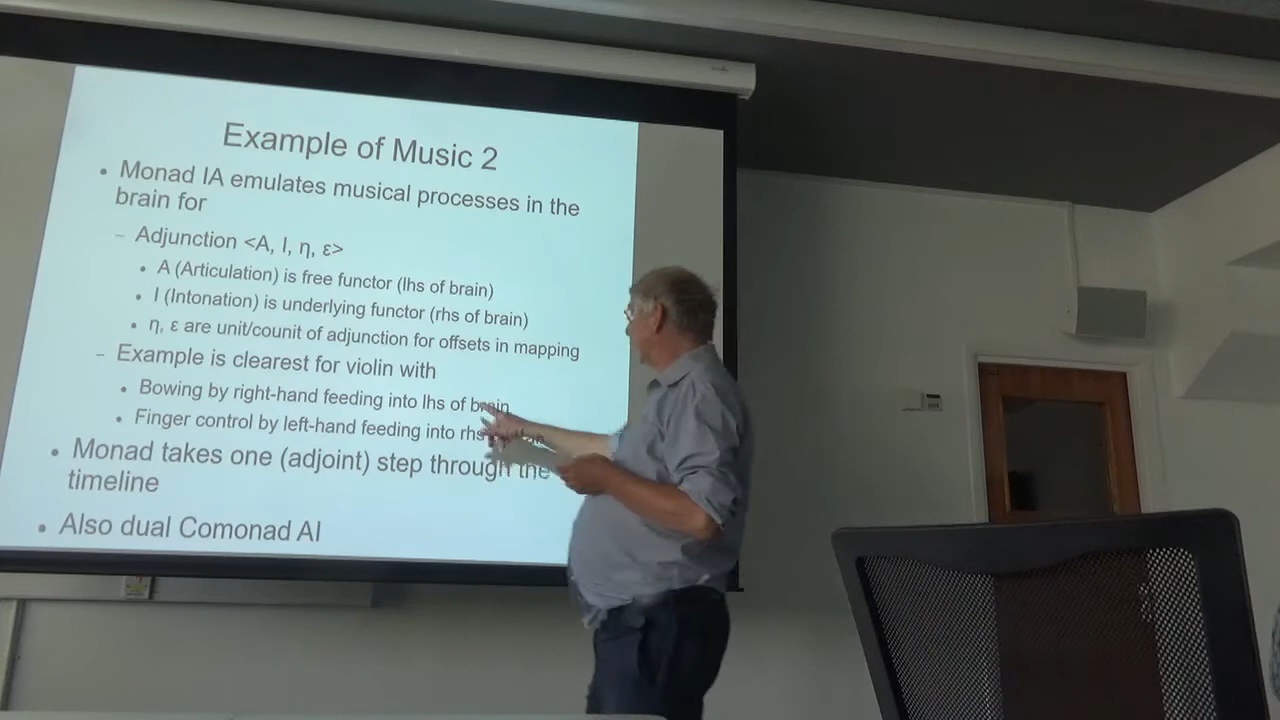 Example of Music 2
• Monad IA emulates musical processes in the
brain for
– Adjunction <A, I, η, ε>
• A (Articulation) is free functor (lhs of brain)
• I (Intonation) is underlying functor (rhs of brain)
• η, ε are unit/counit of adjunction for offsets in mapping
– Example is clearest for violin with
• Bowing by right-hand feeding into lhs of brain
• Finger control by left-hand feeding into rhs
• Monad takes one (adjoint) step through the
timeline
• Also dual Comonad AI